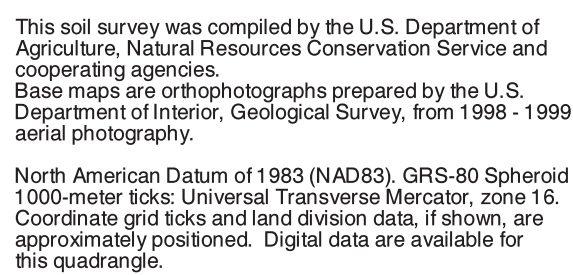 This soil survey was compiled by the U.S. Department of
Agriculture, Natural Resources Conservation Service and
cooperating agencies.
Base maps are orthophotographs prepared by the U.S.
Department of Interior, Geological Survey, from 1998 - 1999
aerial photography.
North American Datum of 1983 (NAD83). GRS-80 Spheroid
1000-meter ticks: Universal Transverse Mercator, zone 16.
Coordinate grid ticks and land division data, if shown, are
approximately positioned.  Digital data are available for
this quadrangle.